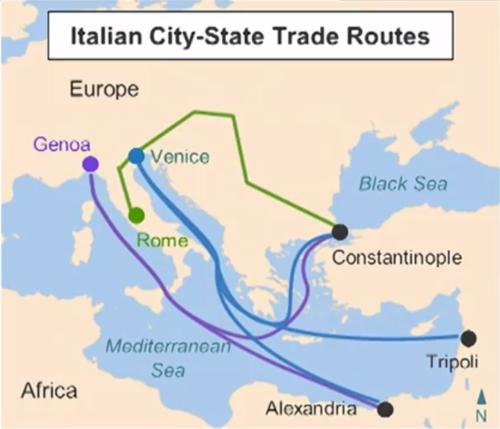 Italian City-State Trade Routes
Europe
Genoa
Venice
Black Sea
Rome
Constantinople
Mediterranean
Sea
Tripoli
Africa
Alexandria
N